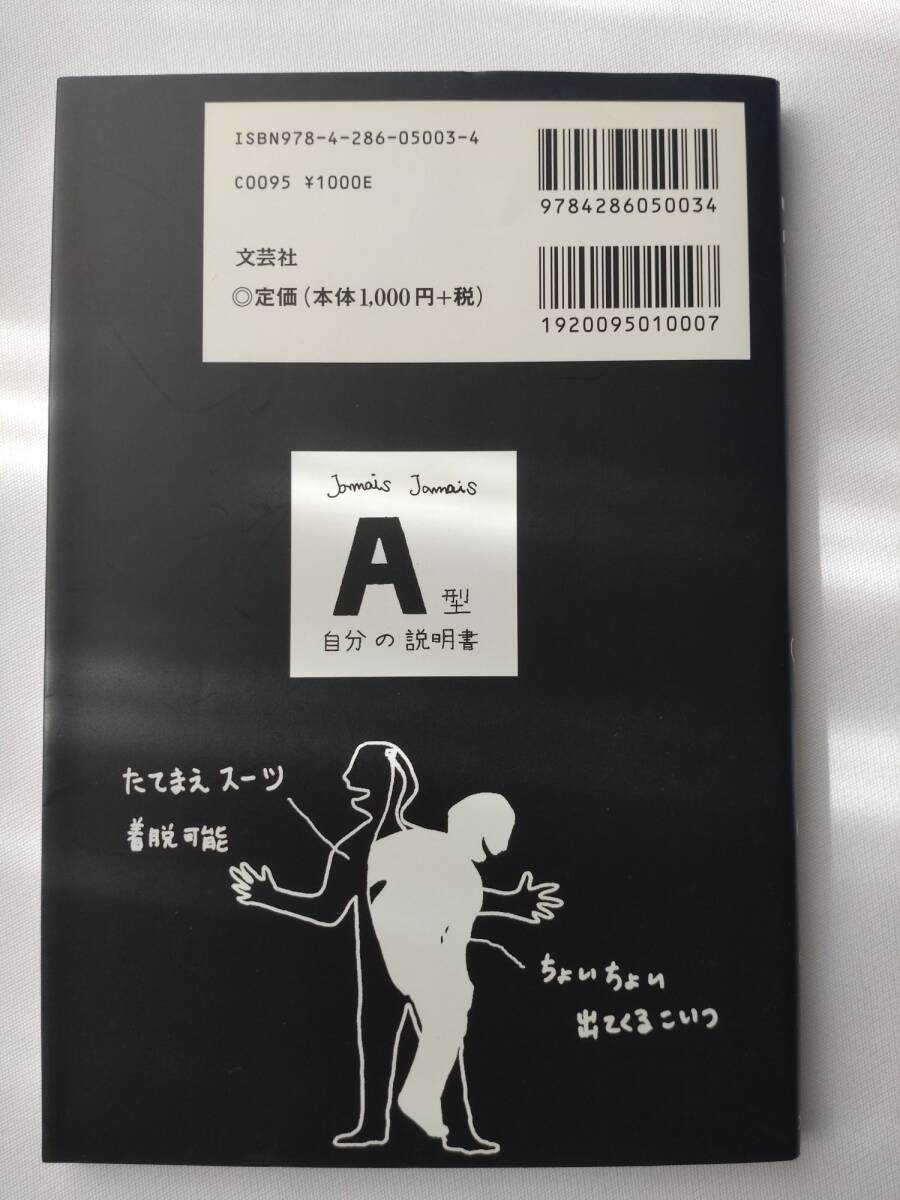 ISBN978-4-286-05003-4
C0095 ¥1000E
9784286050034
文芸社
◎定価(本体1,000円+税)
1920095010007
Jamais Jamais
A型
自分の説明書
たてまえスーツ
着脱可能
ちょいちょい
出てくるこいつ